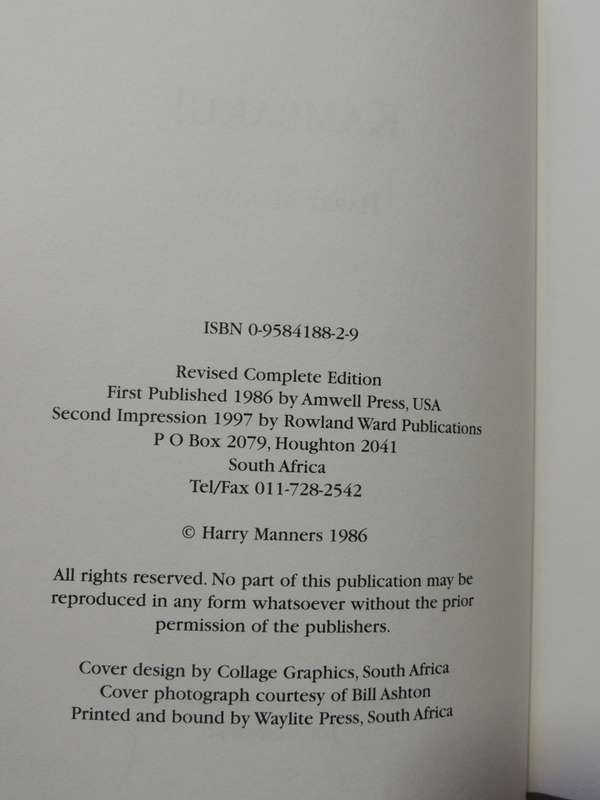 ISBN 0-9584188-2-9
Revised Complete Edition
First Published 1986 by Amwell Press, USA
Second Impression 1997 by Rowland Ward Publications
P O Box 2079, Houghton 2041
South Africa
Tel/Fax 011-728-2542
© Harry Manners 1986
All rights reserved. No part of this publication may be
reproduced in any form whatsoever without the prior
permission of the publishers.
Cover design by Collage Graphics, South Africa
Cover photograph courtesy of Bill Ashton
Printed and bound by Waylite Press, South Africa